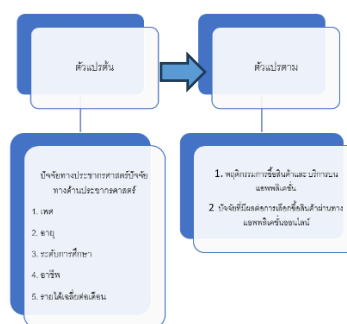 ตัวแปรต้น
ตัวแปรตาม
ปัจจัยทางประชากรศาสตร์ปัจจัย
ทางด้านประชากรศาสตร์
1. เพศ
2. อายุ
3. ระดับการศึกษา
4. อาชีพ
5. รายได้เฉลี่ยต่อเดือน
1. พฤติกรรมการซื้อสินค้าและบริการบน
แอพพลิเคชั่น
2 ปัจจัยที่มีผลต่อการเลือกซื้อสินค้าผ่านทาง
แอพพลิเคชั่นออนไลน์